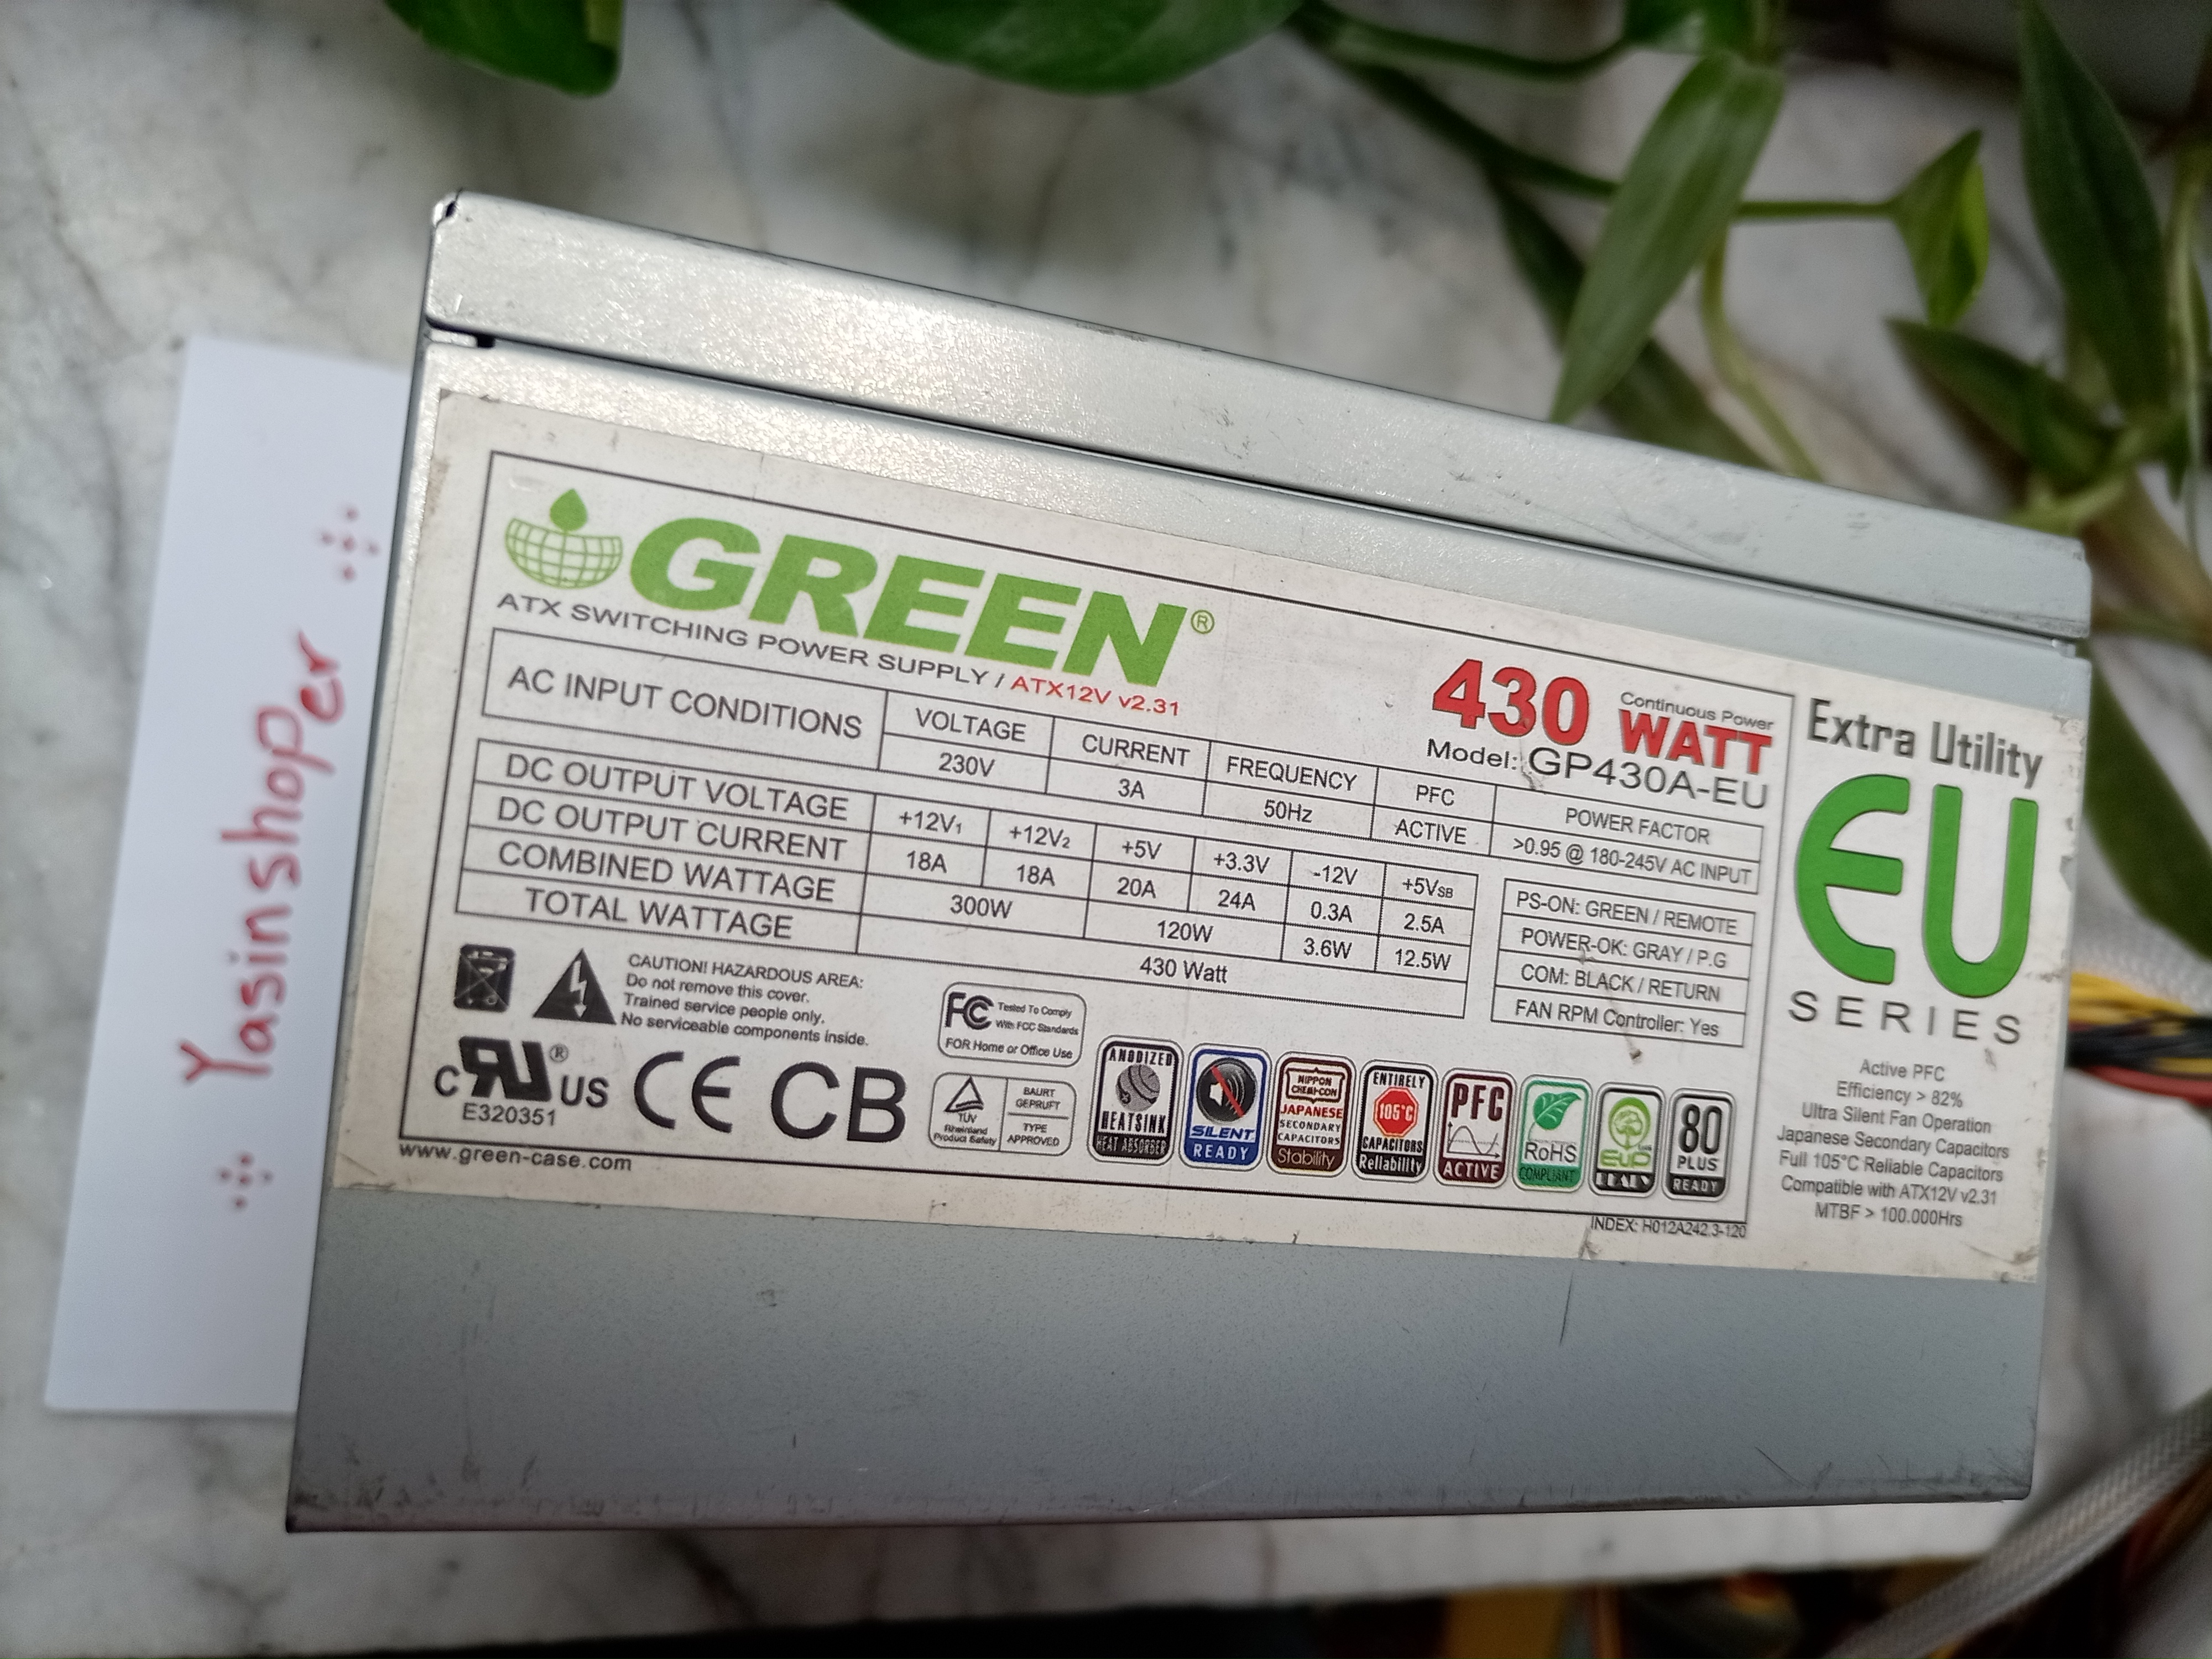 Yasinshoper
GREEN®
ATX SWITCHING POWER SUPPLY / ATX12V v2.31
430 WATT
Continuous Power
Model: GP430A-EU
AC INPUT CONDITIONS
VOLTAGE CURRENT FREQUENCY PFC POWER FACTOR
230V 3A 50Hz ACTIVE >0.95 @ 180-245V AC INPUT
DC OUTPUT VOLTAGE +12V1 +12V2 +5V +3.3V -12V +5VSB
DC OUTPUT CURRENT 18A 18A 20A 24A 0.3A 2.5A
COMBINED WATTAGE 300W 120W 3.6W 12.5W
TOTAL WATTAGE 430 Watt
PS-ON: GREEN / REMOTE
POWER-OK: GRAY / P.G
COM: BLACK / RETURN
FAN RPM Controller: Yes
CAUTION! HAZARDOUS AREA:
Do not remove this cover.
Trained service people only.
No serviceable components inside.
FC Tested To Comply
With FCC Standards
FOR Home or Office Use
C RU® US
E320351
CE CB
TÜV
Rheinland
Product Safety
BAURT
GEPRUFT
TYPE
APPROVED
ANODIZED
HEATSINK
HEAT ABSORBER
SILENT
READY
NIPPON
CHEMI-CON
JAPANESE
SECONDARY
CAPACITORS
Stability
ENTIRELY
105°C
CAPACITORS
Reliability
PFC
ACTIVE
RoHS
COMPLIANT
EUP
READY
80
PLUS
READY
www.green-case.com
INDEX: H012A242.3-120
Extra Utility
EU
SERIES
Active PFC
Efficiency > 82%
Ultra Silent Fan Operation
Japanese Secondary Capacitors
Full 105°C Reliable Capacitors
Compatible with ATX12V v2.31
MTBF > 100.000Hrs